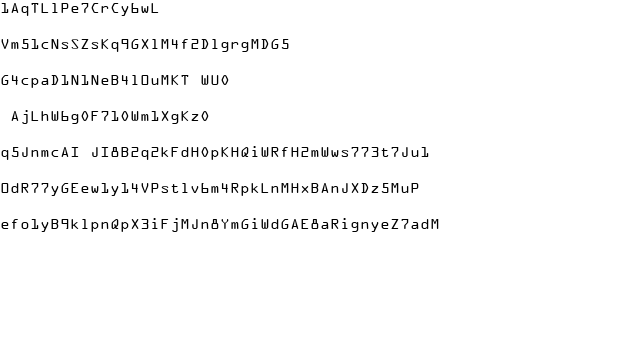 1AqTL1Pe7CrCy6wL
Vm51cNsSZsKq9GX1M4f2D1grgMDG5
G4cpaD1N1NeB41OuMKT WU0
AjLhW6g0F710Wm1XgKz0
q5JnmcAI JI8B2q2kFdH0pKHQiWRfH2mWws773t7Ju1
OdR77yGEew1y14VPst1v6m4RpkLnMHxBAnJXDz5MuP
efo1yB9k1pnQpX3iFjMJn8YmGiWdGAE8aRignyeZ7adM